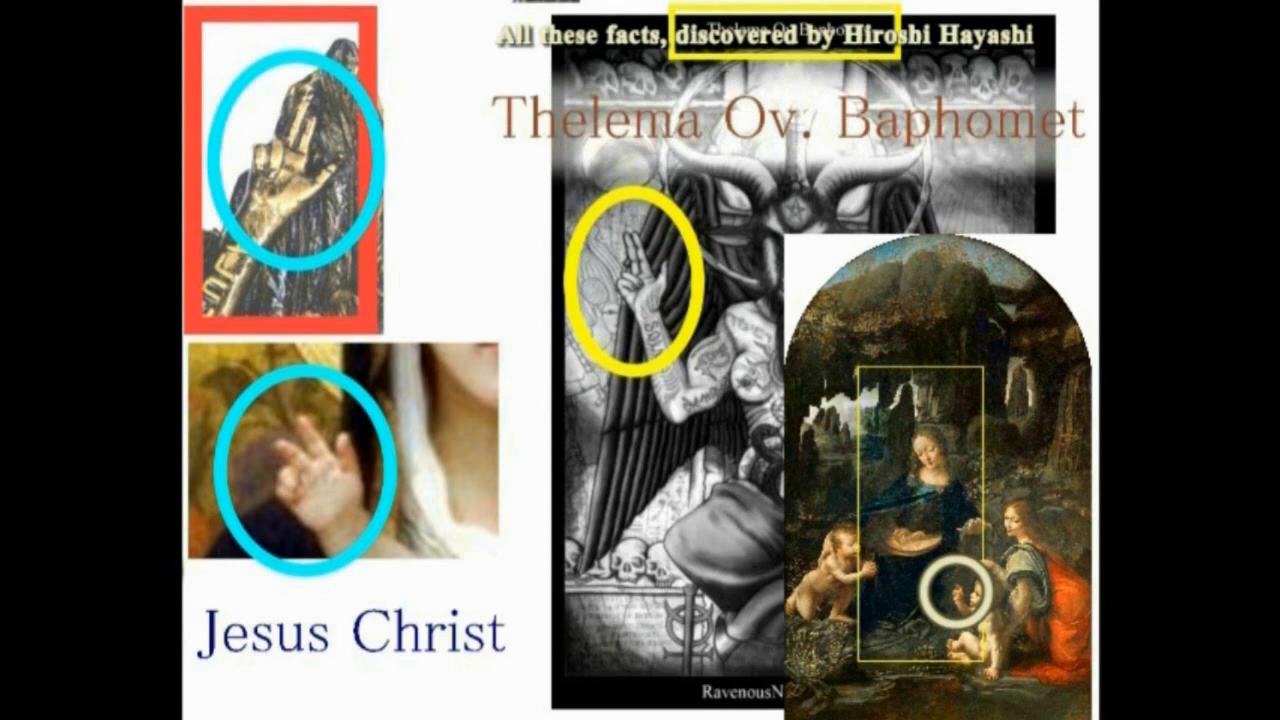 All these facts, discovered by Hiroshi Hayashi
Thelema Ov. Baphomet
Jesus Christ
RavenousN